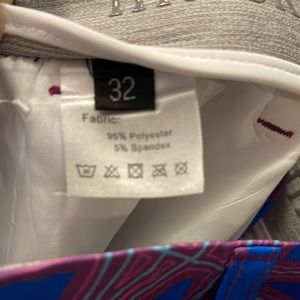 32
Fabric:
95% Polyester
5% Spandex